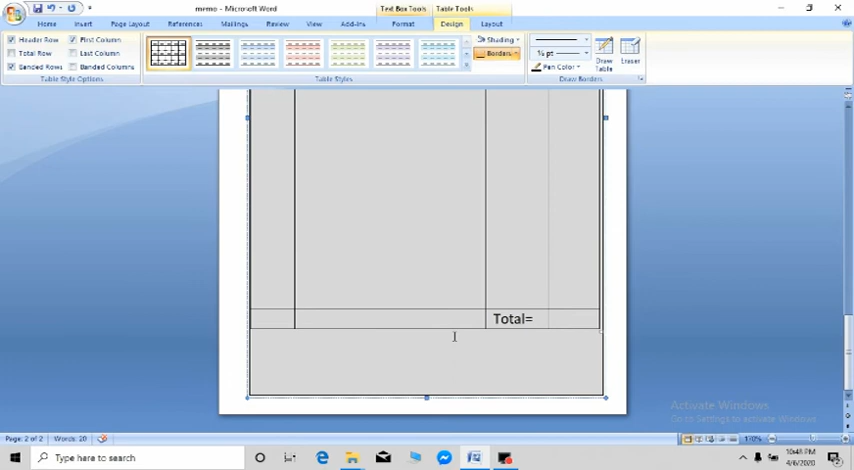 memo - Microsoft Word
Text Box Tools Table Tools
Home Insert Page Layout References Mailings Review View Add-Ins Format Design Layout
Header Row First Column
Total Row Last Column
Banded Rows Banded Columns
Table Style Options
Table Styles
Shading
Borders
½ pt
Pen Color
Draw Table
Eraser
Draw Borders
Total=
Activate Windows
Go to Settings to activate Windows.
Page: 2 of 2 Words: 20
170%
Type here to search
10:48 PM
4/6/2020